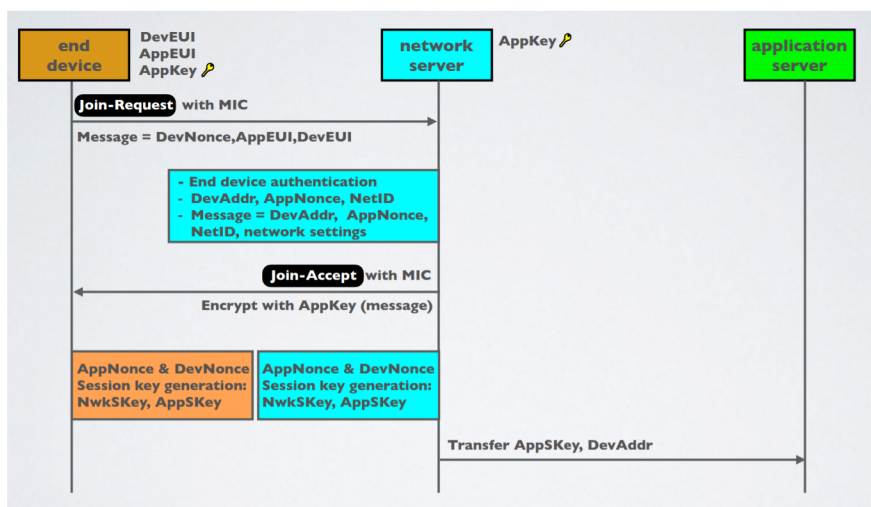 end
device
DevEUI
AppEUI
AppKey
network
server
AppKey
application
server
Join-Request with MIC
Message = DevNonce,AppEUI,DevEUI
- End device authentication
- DevAddr, AppNonce, NetID
- Message = DevAddr, AppNonce,
NetID, network settings
Join-Accept with MIC
Encrypt with AppKey (message)
AppNonce & DevNonce
Session key generation:
NwkSKey, AppSKey
AppNonce & DevNonce
Session key generation:
NwkSKey, AppSKey
Transfer AppSKey, DevAddr